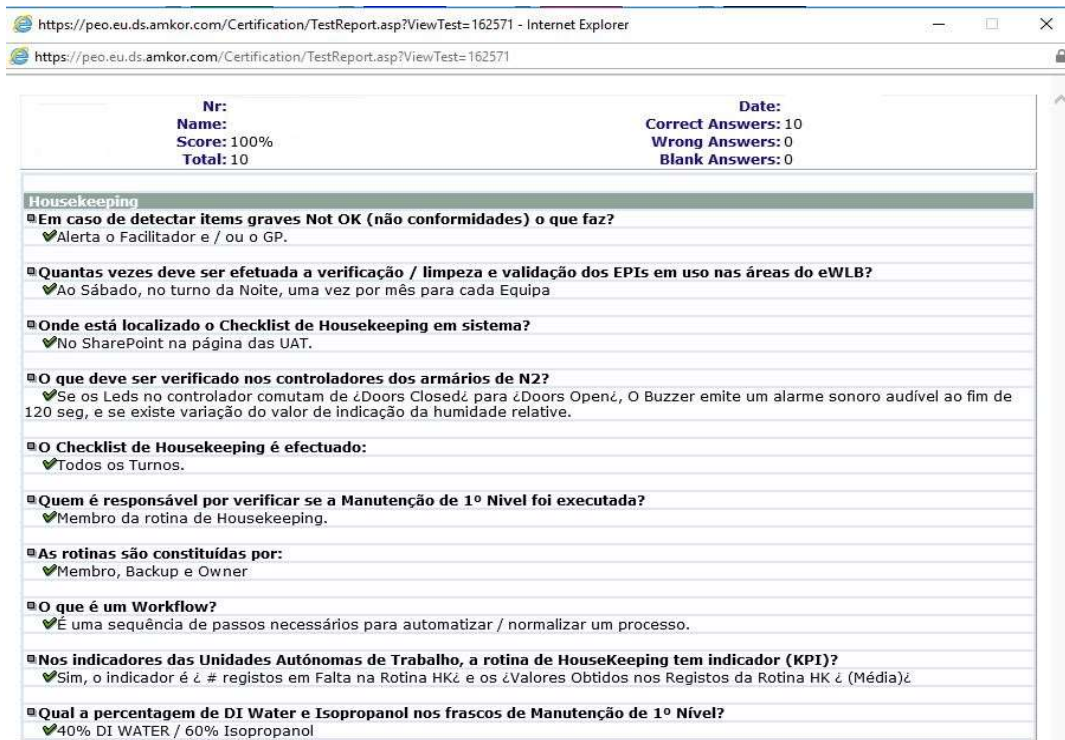 https://peo.eu.ds.amkor.com/Certification/TestReport.asp?ViewTest=162571 - Internet Explorer
https://peo.eu.ds.amkor.com/Certification/TestReport.asp?ViewTest=162571
Nr:
Date:
Name:
Correct Answers: 10
Score: 100%
Wrong Answers: 0
Total: 10
Blank Answers: 0
Housekeeping
Em caso de detectar items graves Not OK (não conformidades) o que faz?
Alerta o Facilitador e / ou o GP.
Quantas vezes deve ser efetuada a verificação / limpeza e validação dos EPIs em uso nas áreas do eWLB?
Ao Sábado, no turno da Noite, uma vez por mês para cada Equipa
Onde está localizado o Checklist de Housekeeping em sistema?
No SharePoint na página das UAT.
O que deve ser verificado nos controladores dos armários de N2?
Se os Leds no controlador comutam de ¿Doors Closed¿ para ¿Doors Open¿, O Buzzer emite um alarme sonoro audível ao fim de
120 seg, e se existe variação do valor de indicação da humidade relative.
O Checklist de Housekeeping é efectuado:
Todos os Turnos.
Quem é responsável por verificar se a Manutenção de 1º Nivel foi executada?
Membro da rotina de Housekeeping.
As rotinas são constituídas por:
Membro, Backup e Owner
O que é um Workflow?
É uma sequência de passos necessários para automatizar / normalizar um processo.
Nos indicadores das Unidades Autónomas de Trabalho, a rotina de HouseKeeping tem indicador (KPI)?
Sim, o indicador é ¿ # registos em Falta na Rotina HK¿ e os ¿Valores Obtidos nos Registos da Rotina HK ¿ (Média)¿
Qual a percentagem de DI Water e Isopropanol nos frascos de Manutenção de 1º Nível?
40% DI WATER / 60% Isopropanol